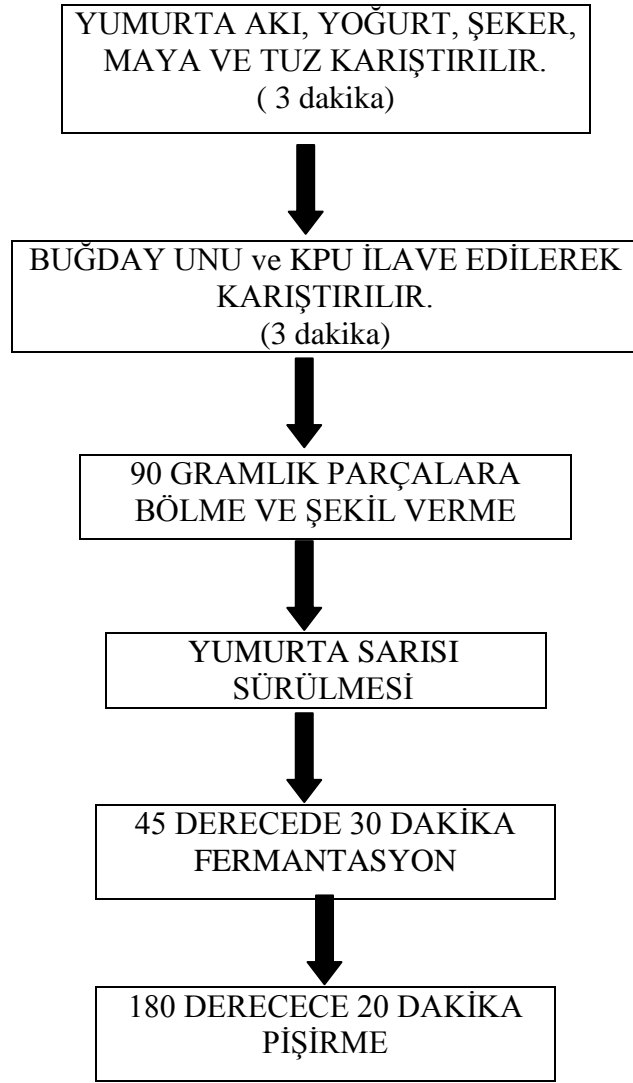 YUMURTA AKI, YOĞURT, ŞEKER,
MAYA VE TUZ KARIŞTIRILIR.
( 3 dakika)
BUĞDAY UNU ve KPU İLAVE EDİLEREK
KARIŞTIRILIR.
(3 dakika)
90 GRAMLIK PARÇALARA
BÖLME VE ŞEKİL VERME
YUMURTA SARISI
SÜRÜLMESİ
45 DERECEDE 30 DAKİKA
FERMANTASYON
180 DERECECE 20 DAKİKA
PİŞİRME